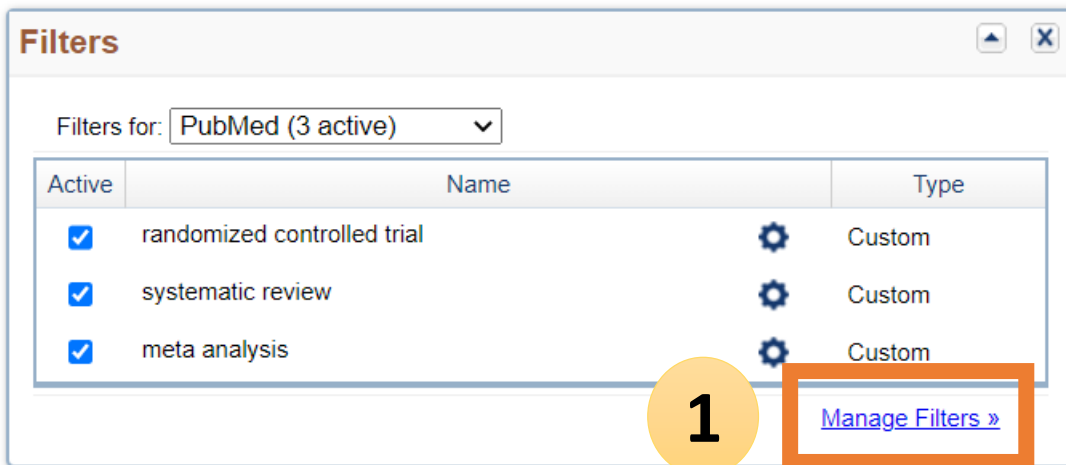 Filters
Filters for: PubMed (3 active)
Active Name Type
randomized controlled trial Custom
systematic review Custom
meta analysis Custom
1
Manage Filters »